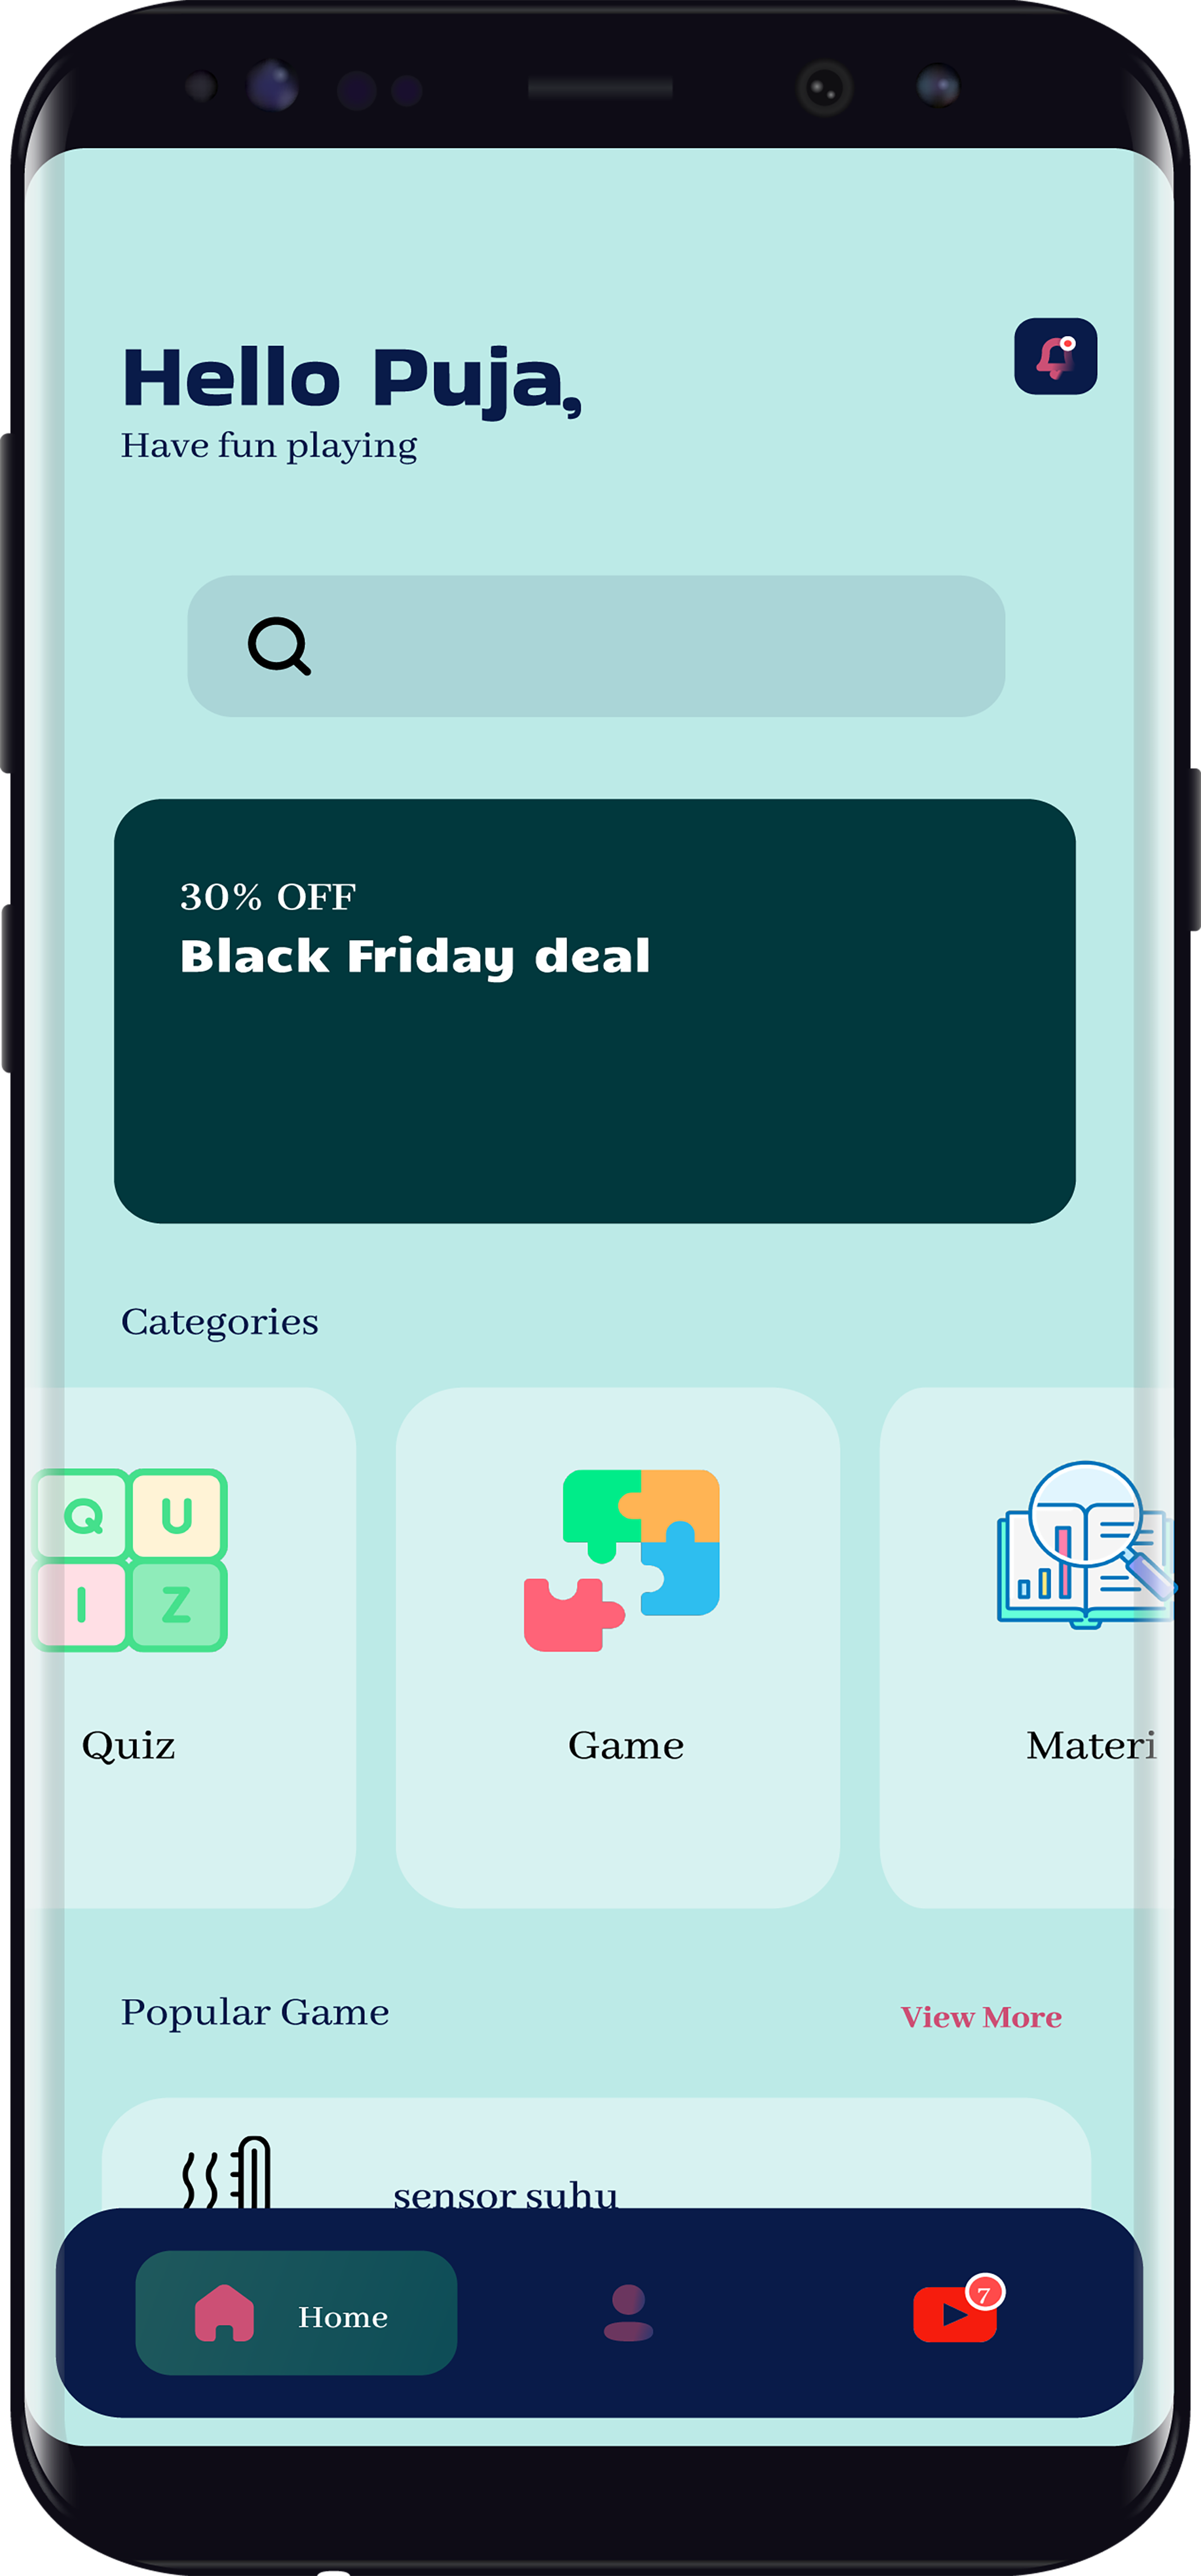 Hello Puja,
Have fun playing
30% OFF
Black Friday deal
Categories
Q U
I Z
Quiz
Game
Materi
Popular Game
View More
sensor suhu
Home
7